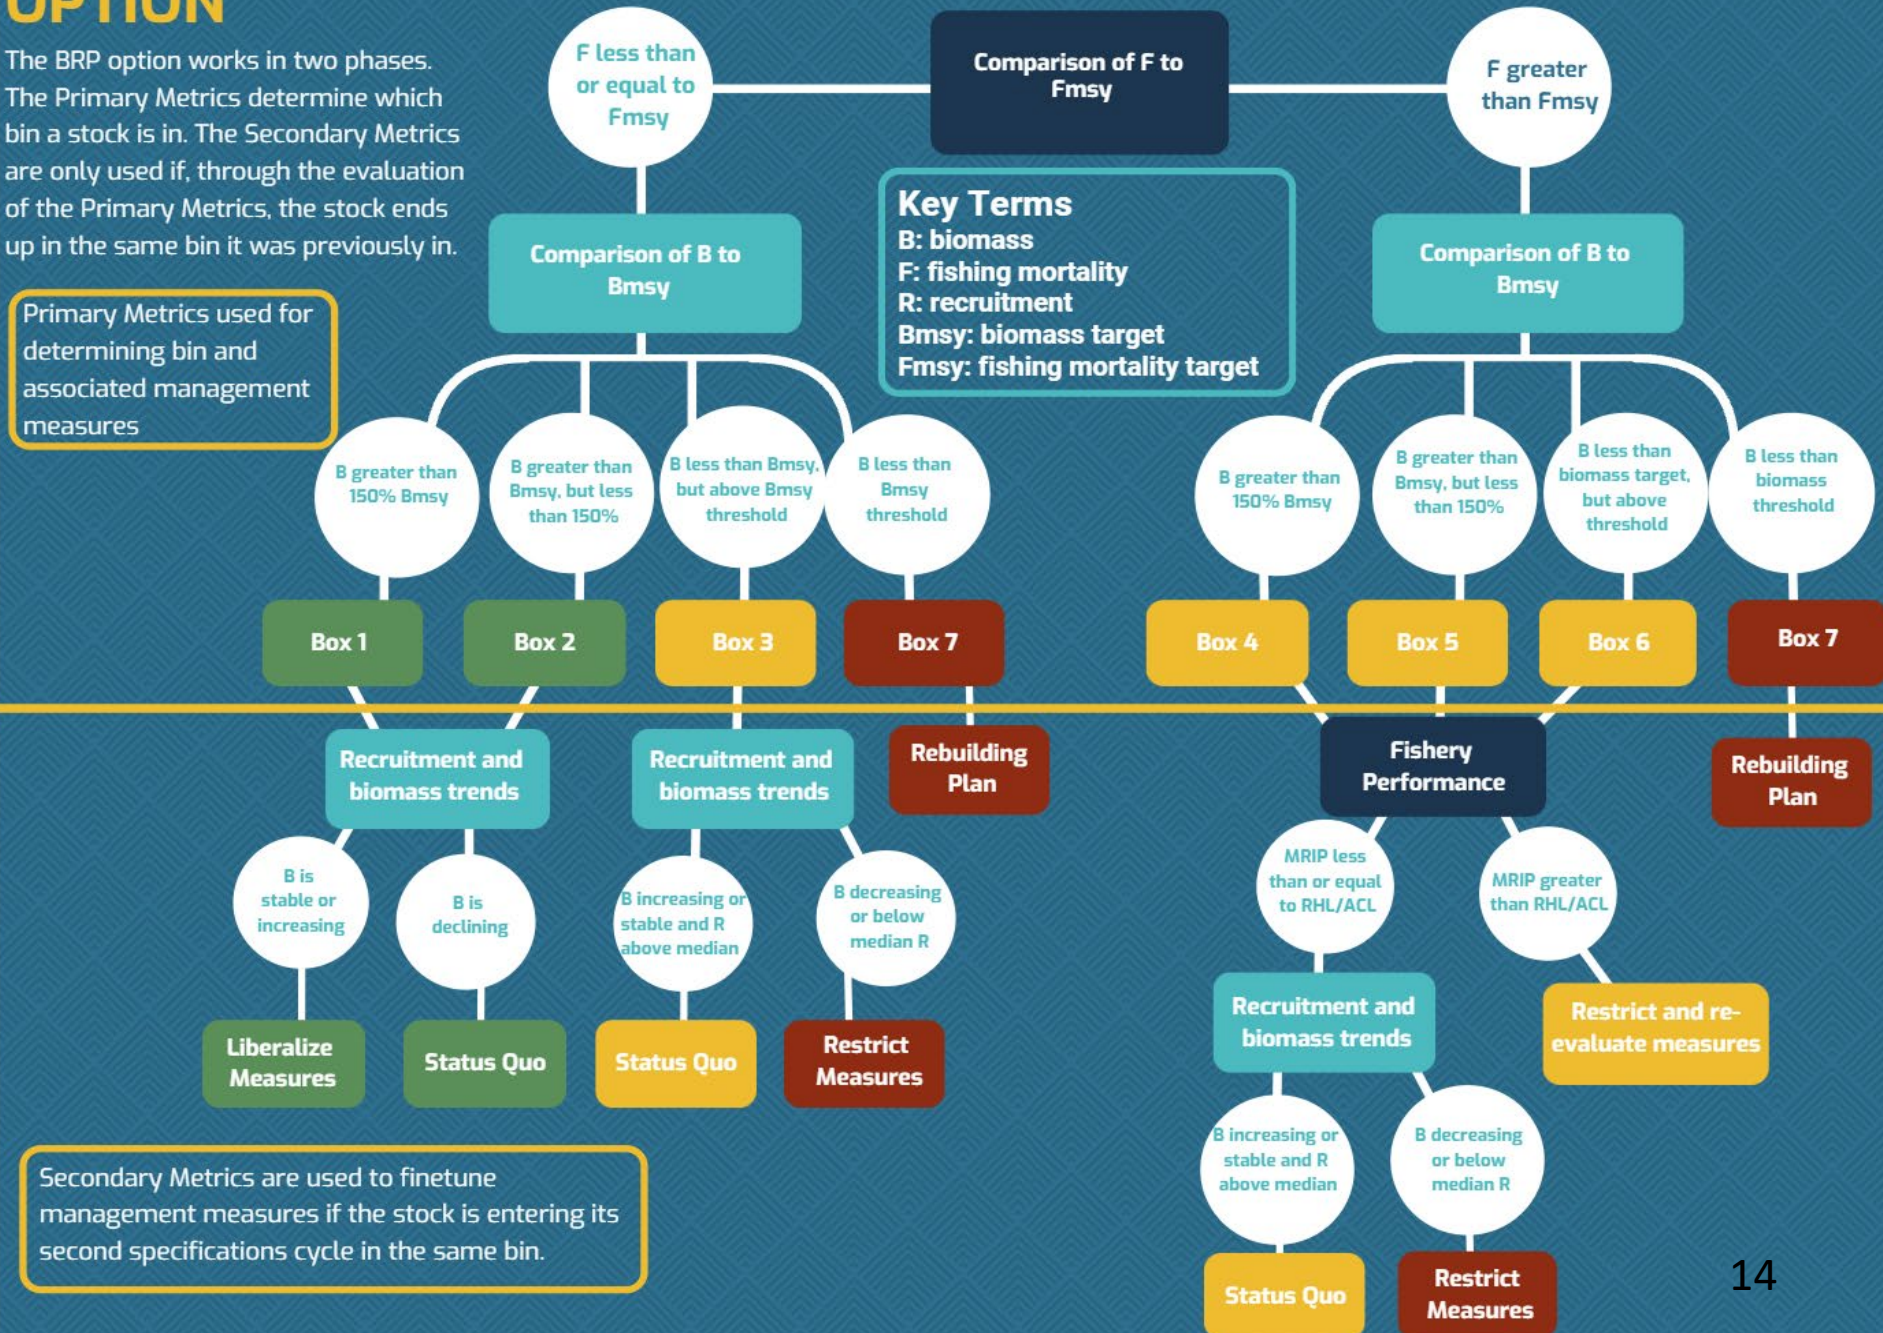 OPTION
The BRP option works in two phases.
The Primary Metrics determine which
bin a stock is in. The Secondary Metrics
are only used if, through the evaluation
of the Primary Metrics, the stock ends
up in the same bin it was previously in.
Primary Metrics used for
determining bin and
associated management
measures
F less than
or equal to
Fmsy
Comparison of F to
Fmsy
F greater
than Fmsy
Key Terms
B: biomass
F: fishing mortality
R: recruitment
Bmsy: biomass target
Fmsy: fishing mortality target
Comparison of B to
Bmsy
Comparison of B to
Bmsy
B greater than
150% Bmsy
B greater than
Bmsy, but less
than 150%
B less than Bmsy,
but above Bmsy
threshold
B less than
Bmsy
threshold
B greater than
150% Bmsy
B greater than
Bmsy, but less
than 150%
B less than
biomass target,
but above
threshold
B less than
biomass
threshold
Box 1
Box 2
Box 3
Box 7
Box 4
Box 5
Box 6
Box 7
Recruitment and
biomass trends
Recruitment and
biomass trends
Rebuilding
Plan
Fishery
Performance
Rebuilding
Plan
B is
stable or
increasing
B is
declining
B increasing or
stable and R
above median
B decreasing
or below
median R
MRIP less
than or equal
to RHL/ACL
MRIP greater
than RHL/ACL
Liberalize
Measures
Status Quo
Status Quo
Restrict
Measures
Recruitment and
biomass trends
Restrict and re-
evaluate measures
B increasing or
stable and R
above median
B decreasing
or below
median R
Status Quo
Restrict
Measures
Secondary Metrics are used to finetune
management measures if the stock is entering its
second specifications cycle in the same bin.
14